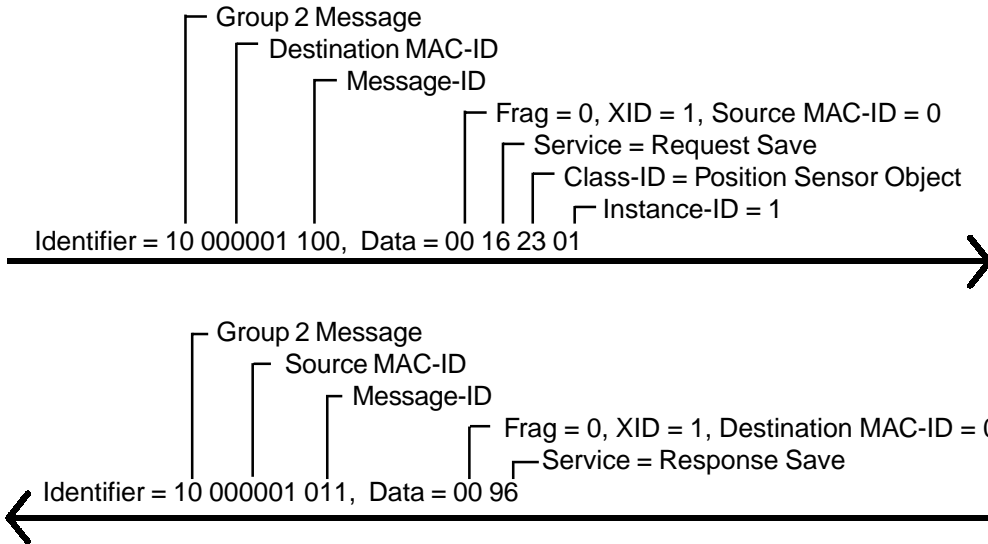 Group 2 Message
Destination MAC-ID
Message-ID
Frag = 0, XID = 1, Source MAC-ID = 0
Service = Request Save
Class-ID = Position Sensor Object
Instance-ID = 1
Identifier = 10 000001 100, Data = 00 16 23 01
Group 2 Message
Source MAC-ID
Message-ID
Frag = 0, XID = 1, Destination MAC-ID = 0
Service = Response Save
Identifier = 10 000001 011, Data = 00 96